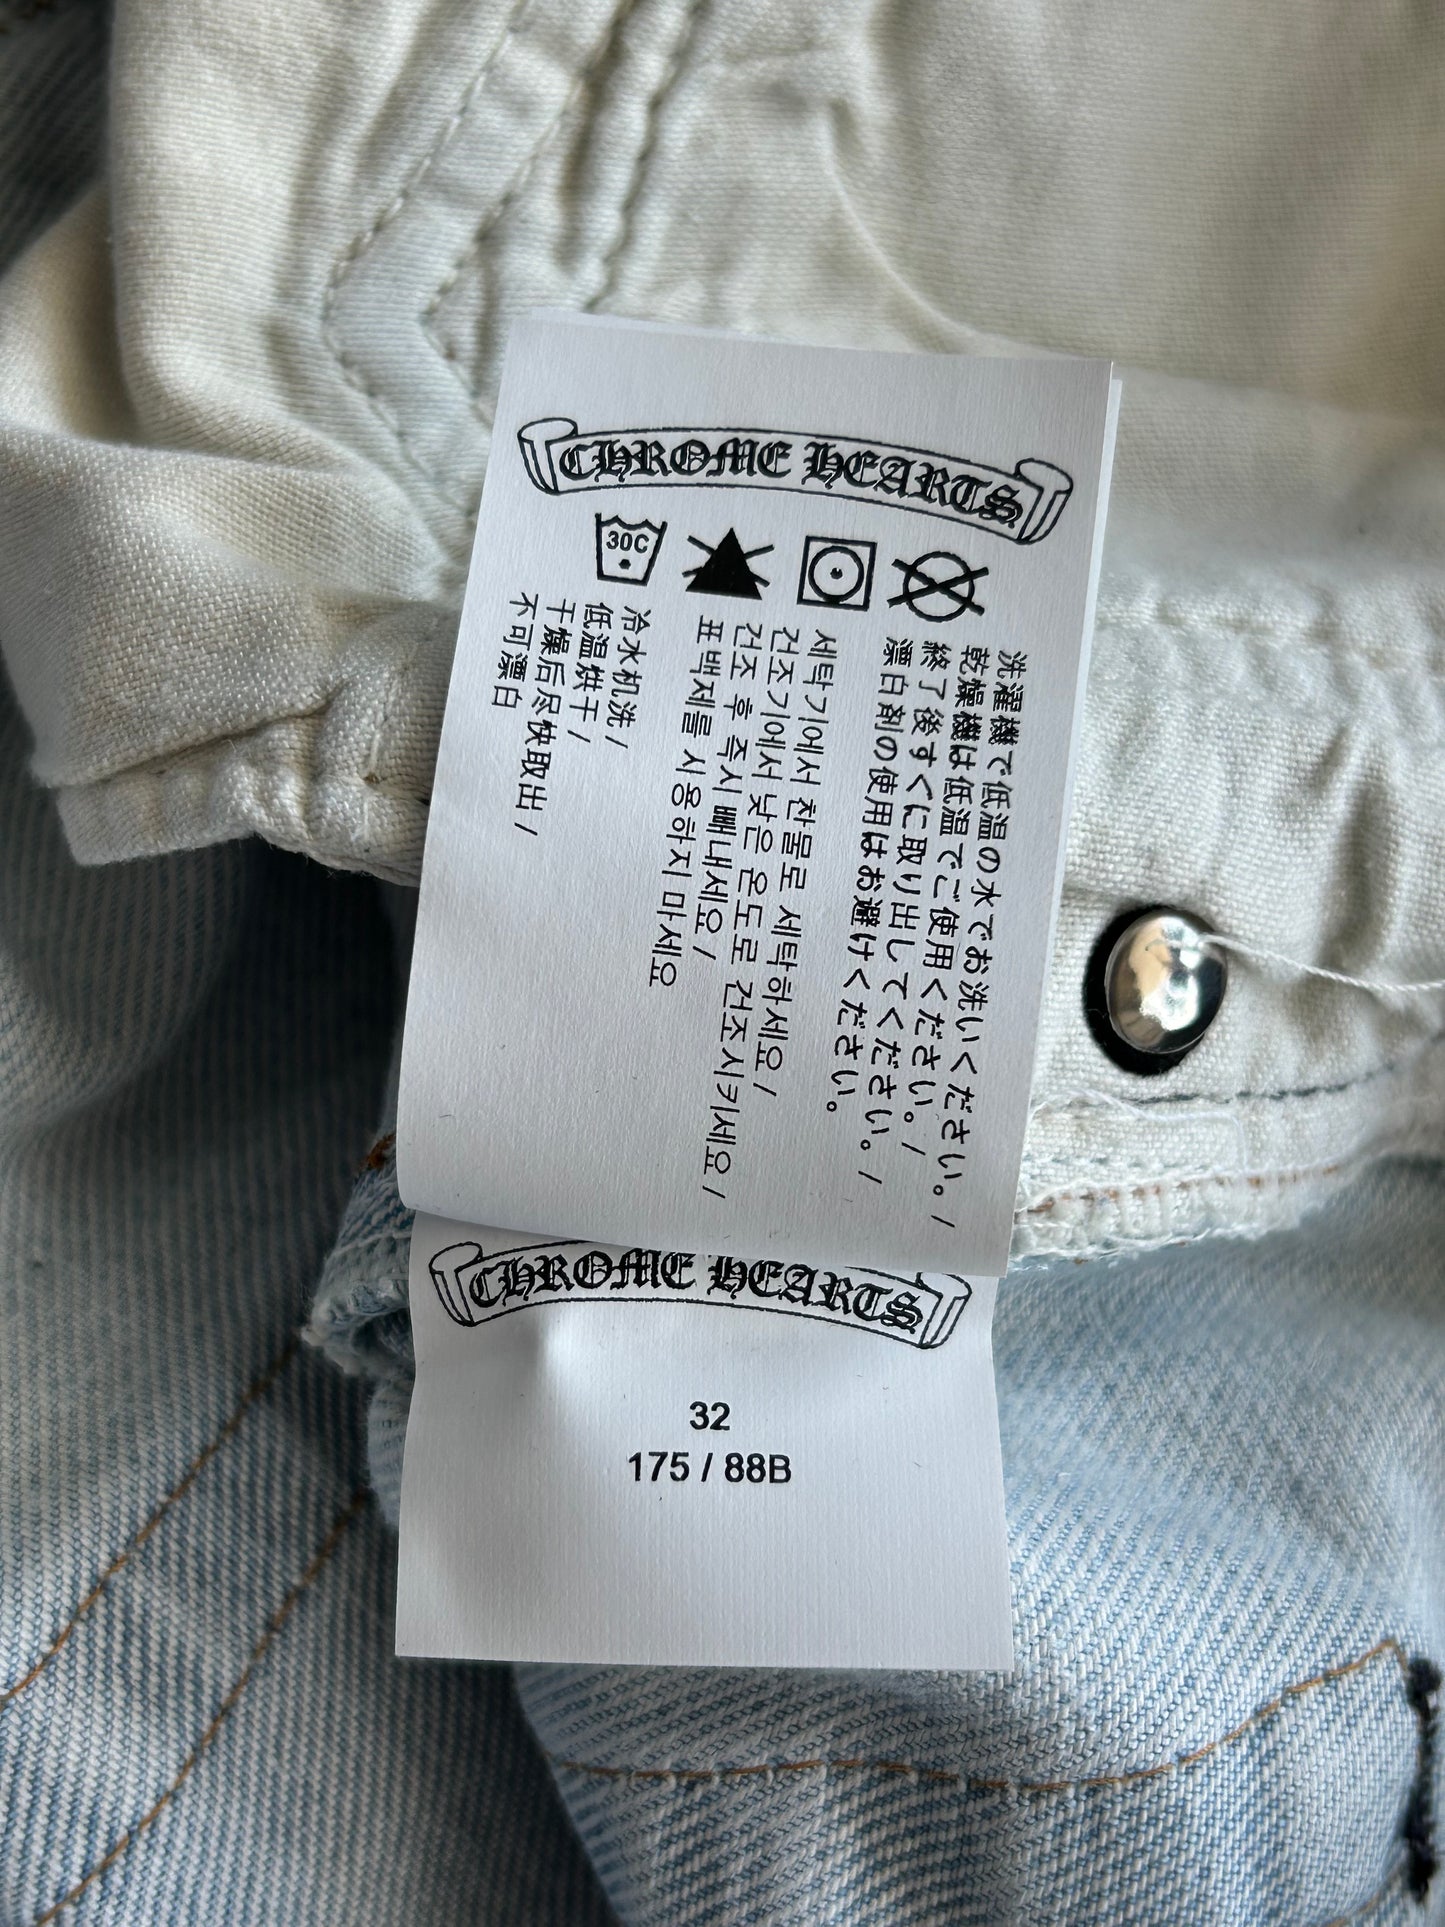 CHROME HEARTS
30C
洗濯機で低温の水でお洗いください。/
乾燥機は低温でご使用ください。/
終了後すぐに取り出してください。/
漂白剤の使用はお避けください。
세탁기에서 찬물로 세탁하세요 /
건조기에서 낮은 온도로 건조시키세요 /
건조 후 즉시 빼내세요 /
표백제를 사용하지 마세요
冷水机洗 /
低温烘干 /
干燥后尽快取出 /
不可漂白
CHROME HEARTS
32
175 / 88B